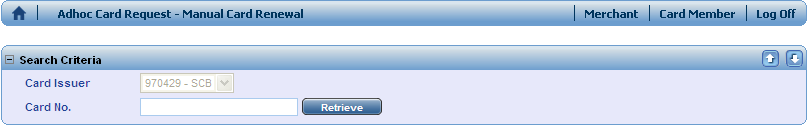 Adhoc Card Request - Manual Card Renewal Merchant Card Member Log Off
Search Criteria
Card Issuer 970429 - SCB
Card No. Retrieve